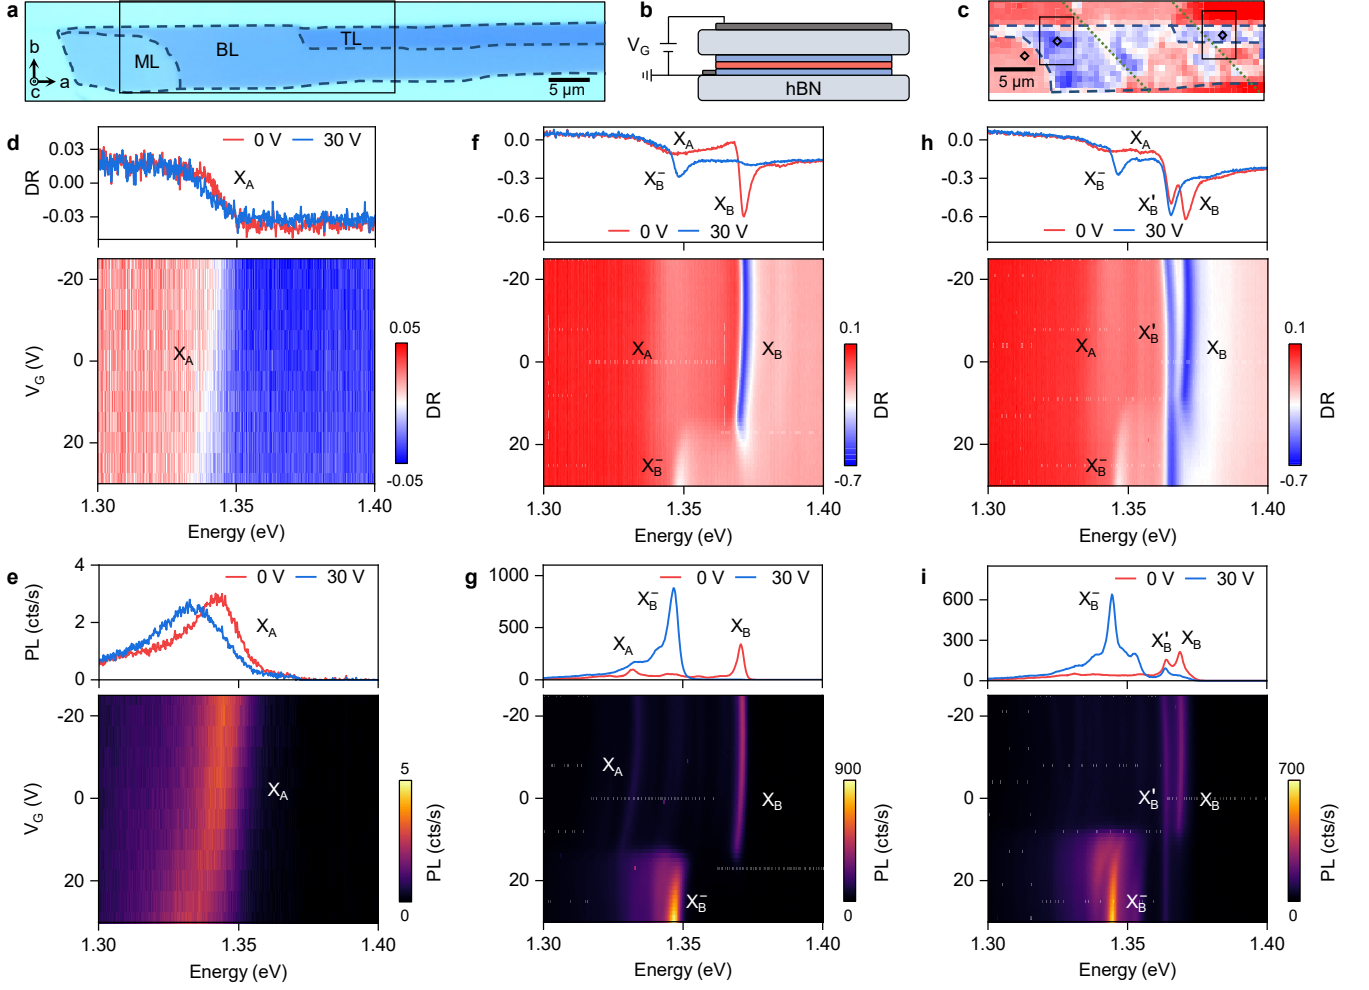 a
ML
BL
TL
b
a
c
5 µm
b
V_G
hBN
c
5 µm
d
0 V
30 V
0.03
0.00
-0.03
DR
X_A
-20
0
20
V_G (V)
X_A
0.05
-0.05
DR
1.30
1.35
1.40
Energy (eV)
f
0.0
-0.3
-0.6
X_A
X_B^-
X_B
0 V
30 V
-20
0
20
X_A
X_B
X_B^-
0.1
-0.7
DR
1.30
1.35
1.40
Energy (eV)
h
0.0
-0.3
-0.6
X_A
X_B^-
X_B'
X_B
0 V
30 V
-20
0
20
X_A
X_B'
X_B
X_B^-
0.1
-0.7
DR
1.30
1.35
1.40
Energy (eV)
e
4
2
0
PL (cts/s)
0 V
30 V
X_A
-20
0
20
V_G (V)
X_A
5
0
PL (cts/s)
1.30
1.35
1.40
Energy (eV)
g
1000
500
0
0 V
30 V
X_B^-
X_A
X_B
-20
0
20
X_A
X_B
X_B^-
900
0
PL (cts/s)
1.30
1.35
1.40
Energy (eV)
i
600
300
0
0 V
30 V
X_B^-
X_B'
X_B
-20
0
20
X_B'
X_B
X_B^-
700
0
PL (cts/s)
1.30
1.35
1.40
Energy (eV)